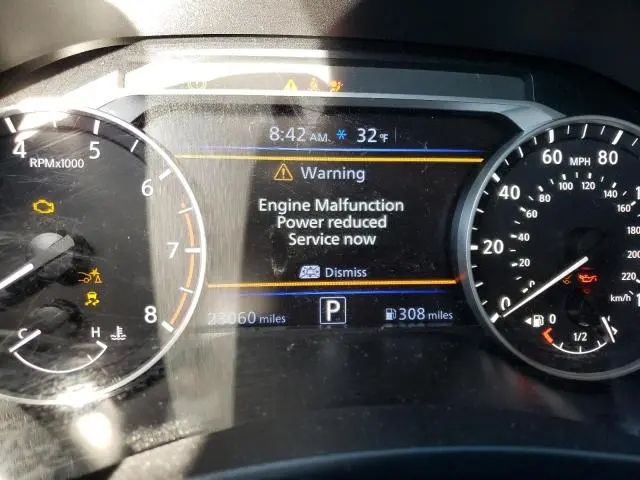 8:42 AM * 32°F
Warning
Engine Malfunction
Power reduced
Service now
Dismiss
23060 miles
P
308 miles
4 5 6 7 8
RPMx1000
C H
0 20 40 60 80
MPH
60 80 100 120 140 160 180 200 220
km/h
0 1/2